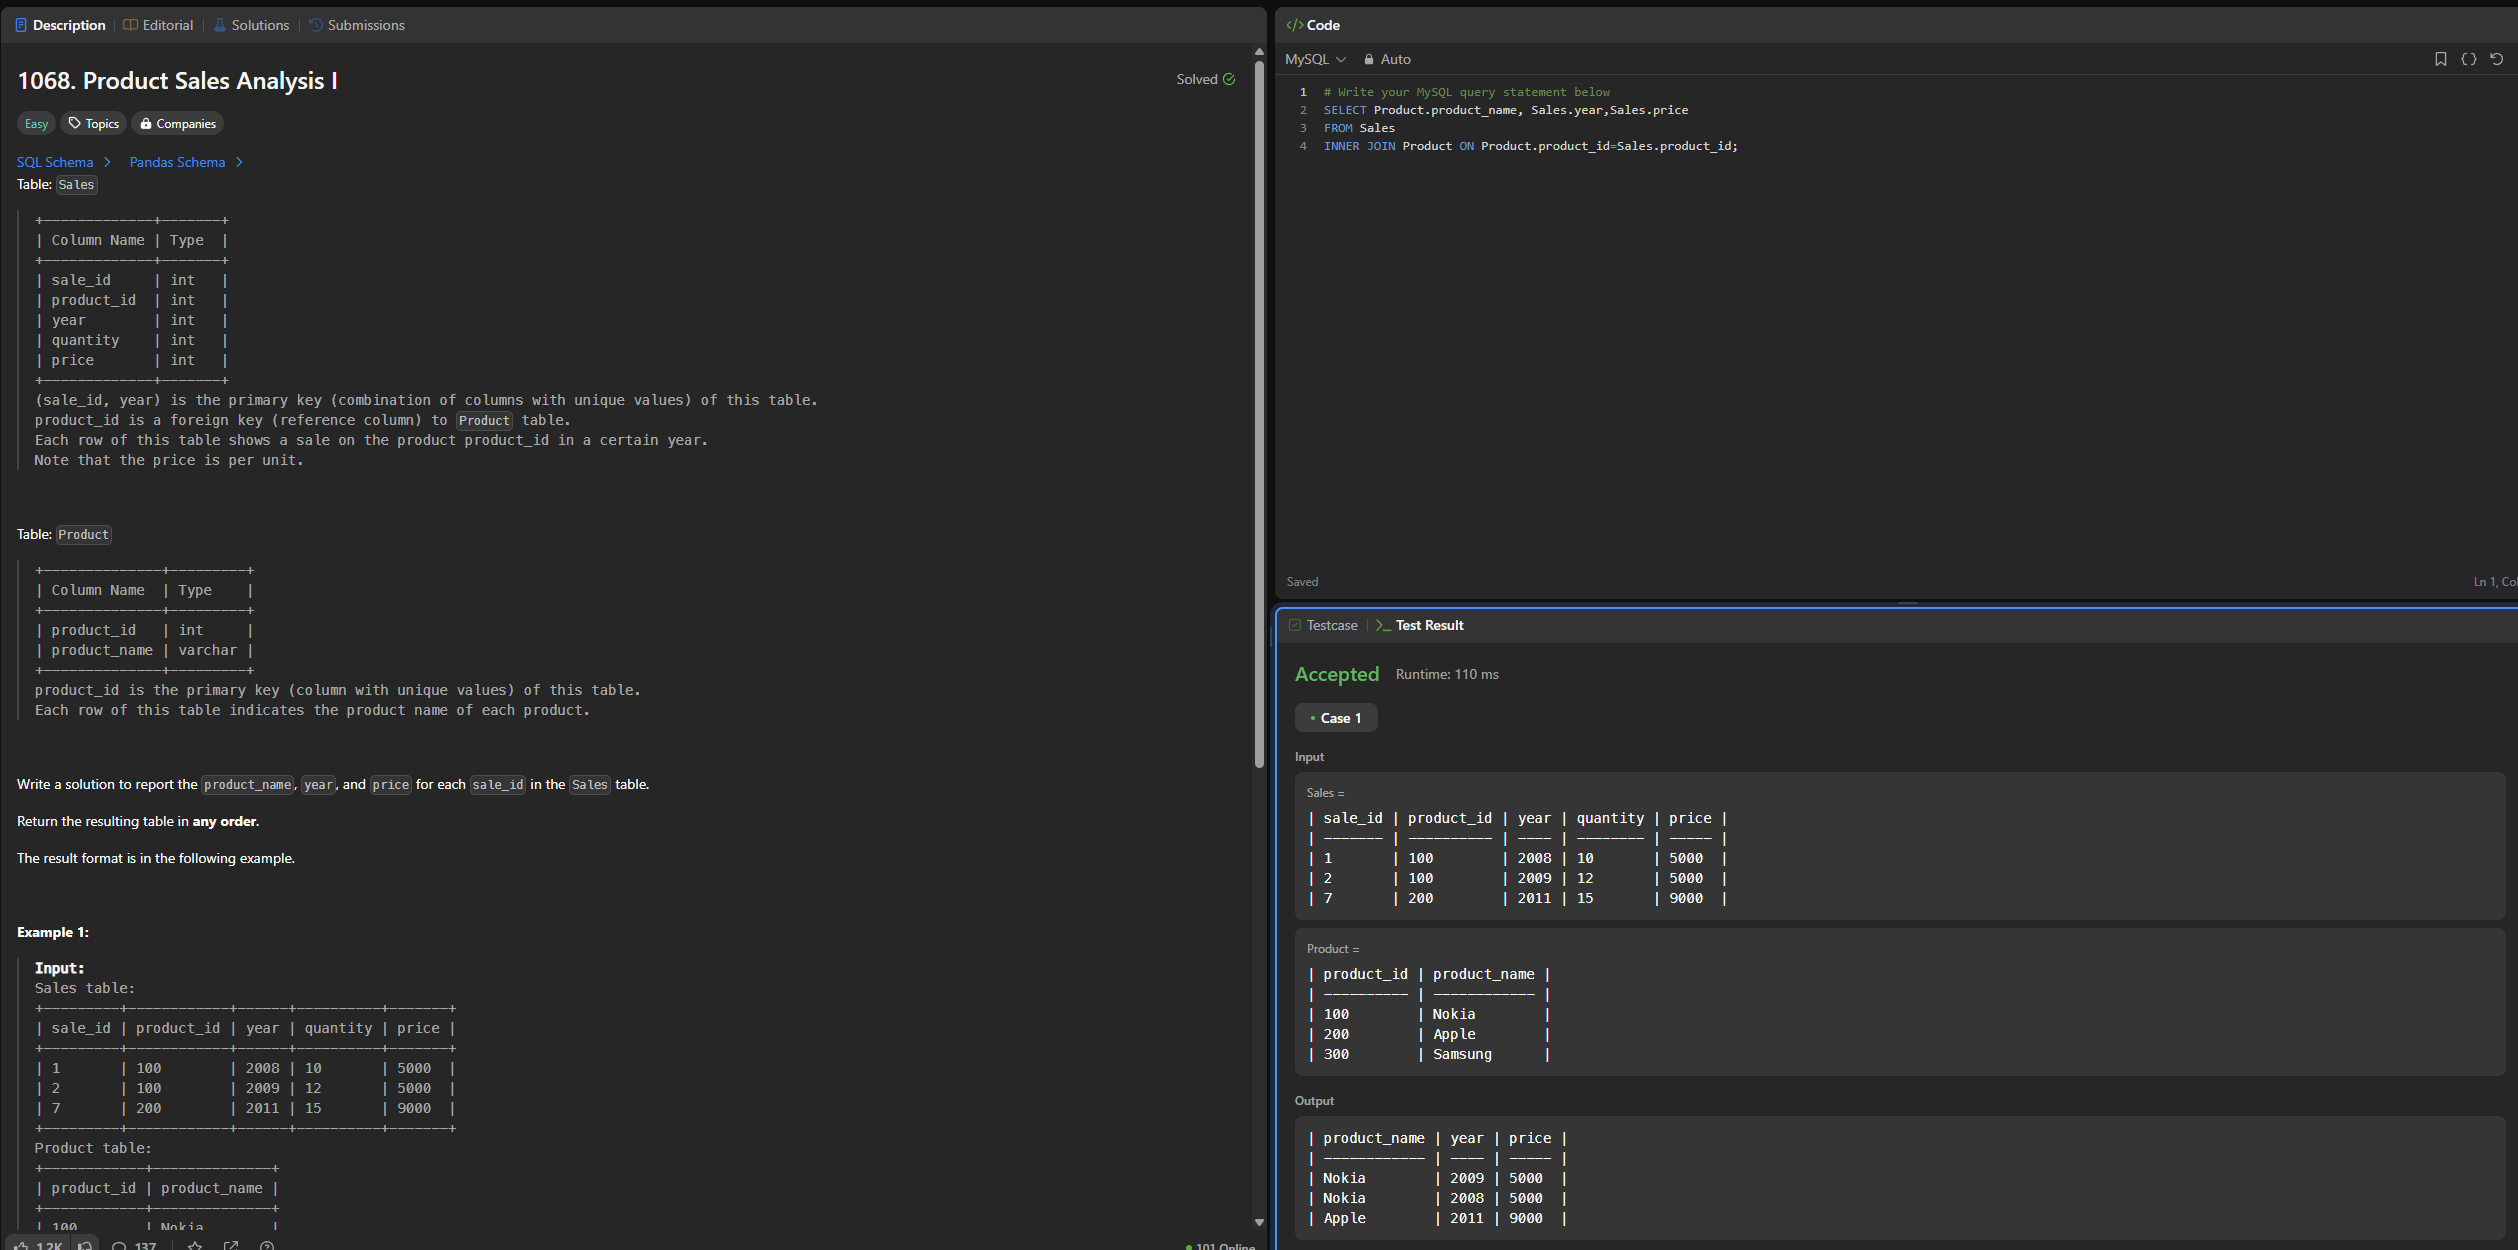 Description
Editorial
Solutions
Submissions
1068. Product Sales Analysis I
Solved
Easy
Topics
Companies
SQL Schema
Pandas Schema
Table: Sales
+-------------+-------+
| Column Name | Type  |
+-------------+-------+
| sale_id     | int   |
| product_id  | int   |
| year        | int   |
| quantity    | int   |
| price       | int   |
+-------------+-------+
(sale_id, year) is the primary key (combination of columns with unique values) of this table.
product_id is a foreign key (reference column) to Product table.
Each row of this table shows a sale on the product product_id in a certain year.
Note that the price is per unit.
Table: Product
+--------------+---------+
| Column Name  | Type    |
+--------------+---------+
| product_id   | int     |
| product_name | varchar |
+--------------+---------+
product_id is the primary key (column with unique values) of this table.
Each row of this table indicates the product name of each product.
Write a solution to report the product_name, year, and price for each sale_id in the Sales table.
Return the resulting table in any order.
The result format is in the following example.
Example 1:
Input:
Sales table:
+---------+------------+------+----------+-------+
| sale_id | product_id | year | quantity | price |
+---------+------------+------+----------+-------+
| 1       | 100        | 2008 | 10       | 5000  |
| 2       | 100        | 2009 | 12       | 5000  |
| 7       | 200        | 2011 | 15       | 9000  |
+---------+------------+------+----------+-------+
Product table:
+------------+--------------+
| product_id | product_name |
+------------+--------------+
| 100        | Nokia        |
1.2K
137
101 Online
</> Code
MySQL
Auto
1 # Write your MySQL query statement below
2 SELECT Product.product_name, Sales.year,Sales.price
3 FROM Sales
4 INNER JOIN Product ON Product.product_id=Sales.product_id;
Saved
Ln 1, Co
Testcase
Test Result
Accepted
Runtime: 110 ms
Case 1
Input
Sales =
| sale_id | product_id | year | quantity | price |
| ------- | ---------- | ---- | -------- | ----- |
| 1       | 100        | 2008 | 10       | 5000  |
| 2       | 100        | 2009 | 12       | 5000  |
| 7       | 200        | 2011 | 15       | 9000  |
Product =
| product_id | product_name |
| ---------- | ------------ |
| 100        | Nokia        |
| 200        | Apple        |
| 300        | Samsung      |
Output
| product_name | year | price |
| ------------ | ---- | ----- |
| Nokia        | 2009 | 5000  |
| Nokia        | 2008 | 5000  |
| Apple        | 2011 | 9000  |